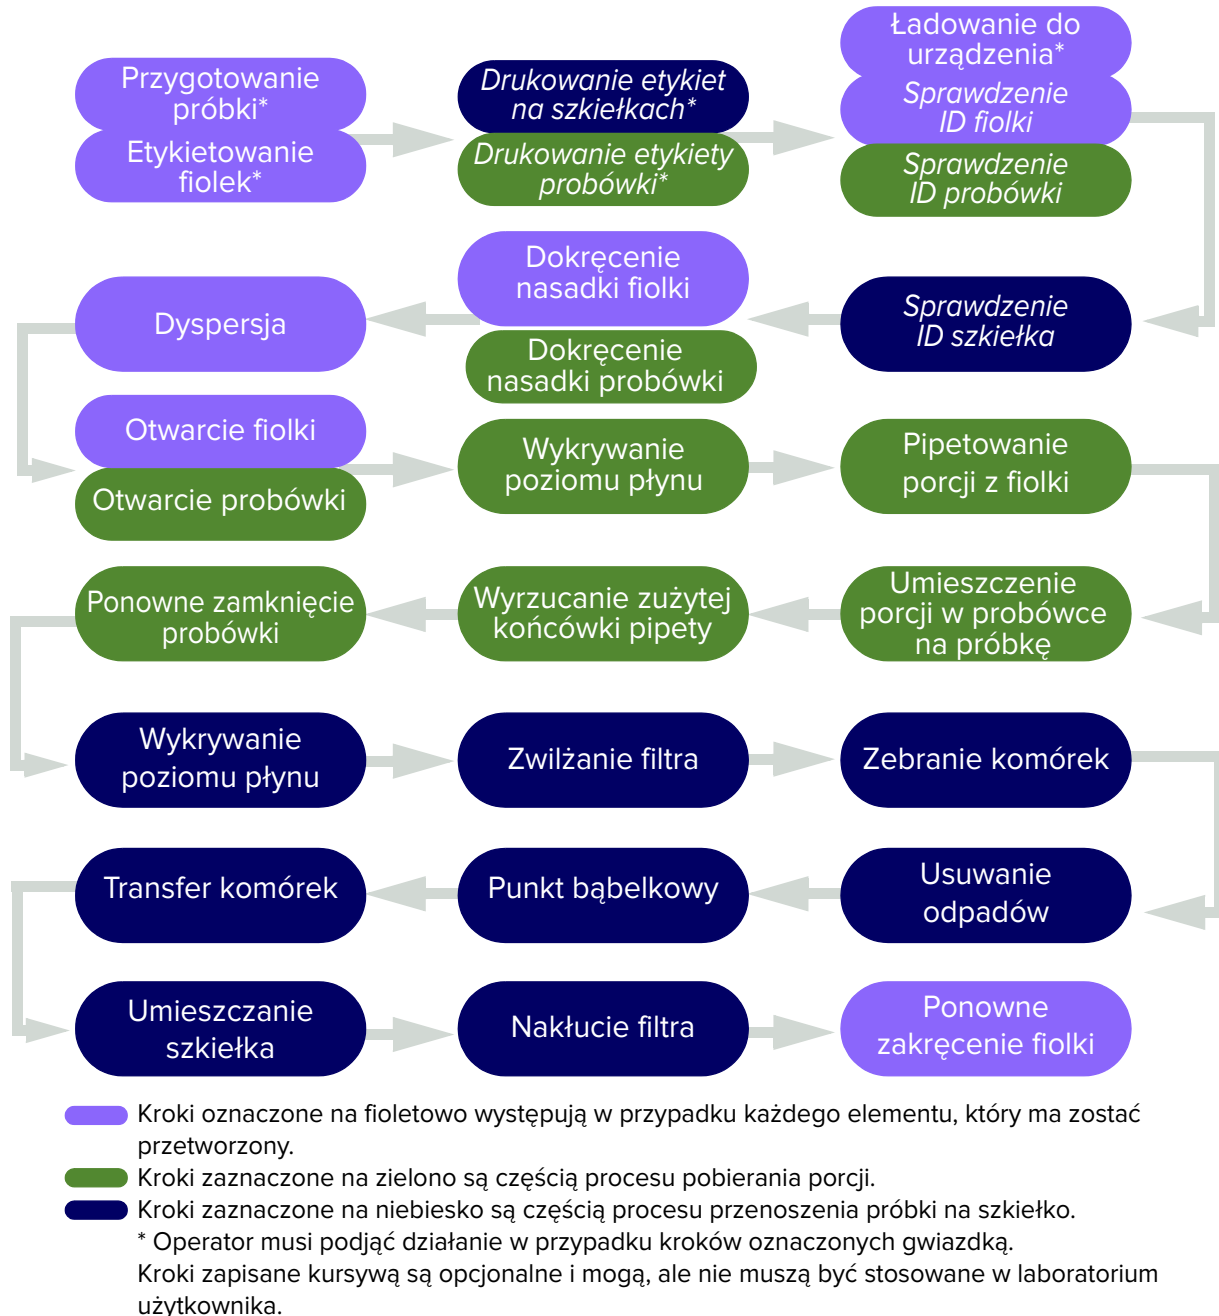 Przygotowanie
próbki*
Etykietowanie
fiolek*
Drukowanie etykiet
na szkiełkach*
Drukowanie etykiety
probówki*
Ładowanie do
urządzenia*
Sprawdzenie
ID fiolki
Sprawdzenie
ID probówki
Sprawdzenie
ID szkiełka
Dokręcenie
nasadki fiolki
Dokręcenie
nasadki probówki
Dyspersja
Otwarcie fiolki
Otwarcie probówki
Wykrywanie
poziomu płynu
Pipetowanie
porcji z fiolki
Umieszczenie
porcji w probówce
na próbkę
Wyrzucanie zużytej
końcówki pipety
Ponowne zamknięcie
probówki
Wykrywanie
poziomu płynu
Zwilżanie filtra
Zebranie komórek
Usuwanie
odpadów
Punkt bąbelkowy
Transfer komórek
Umieszczanie
szkiełka
Nakłucie filtra
Ponowne
zakręcenie fiolki
Kroki oznaczone na fioletowo występują w przypadku każdego elementu, który ma zostać
przetworzony.
Kroki zaznaczone na zielono są częścią procesu pobierania porcji.
Kroki zaznaczone na niebiesko są częścią procesu przenoszenia próbki na szkiełko.
* Operator musi podjąć działanie w przypadku kroków oznaczonych gwiazdką.
Kroki zapisane kursywą są opcjonalne i mogą, ale nie muszą być stosowane w laboratorium
użytkownika.